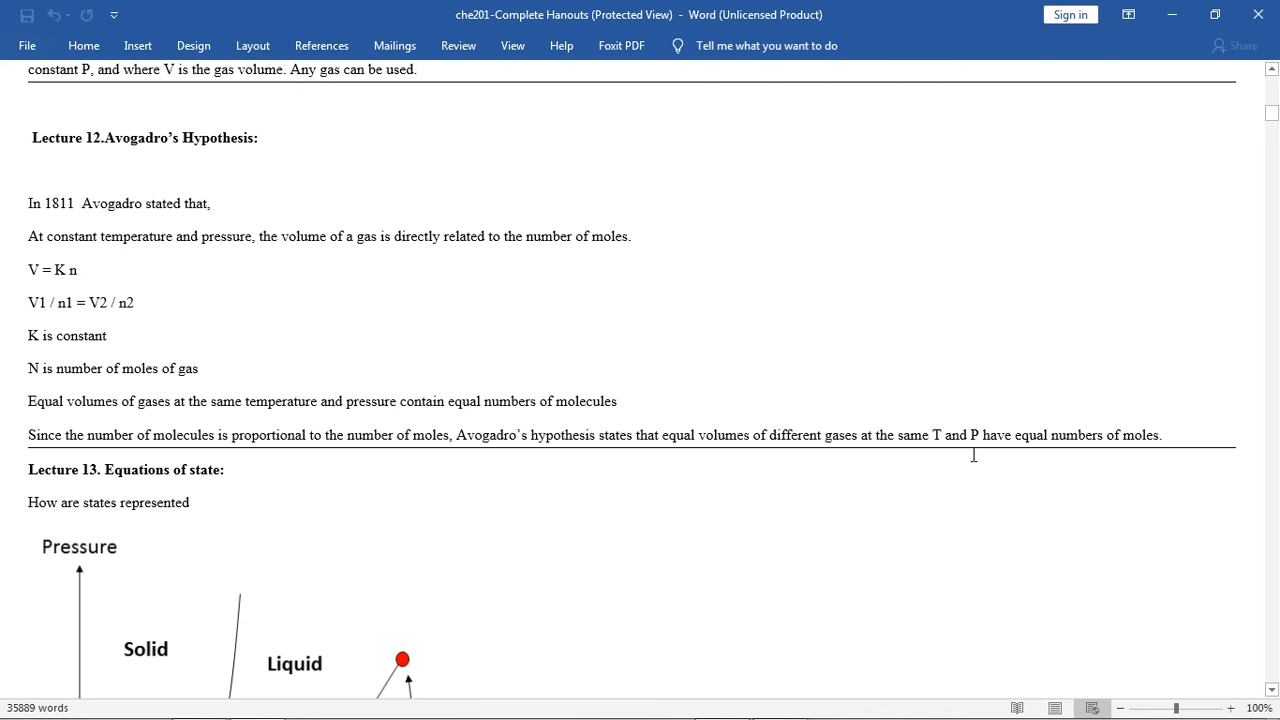 che201-Complete Hanouts (Protected View) - Word (Unlicensed Product)
Sign in
File Home Insert Design Layout References Mailings Review View Help Foxit PDF Tell me what you want to do Share
constant P, and where V is the gas volume. Any gas can be used.
Lecture 12.Avogadro’s Hypothesis:
In 1811  Avogadro stated that,
At constant temperature and pressure, the volume of a gas is directly related to the number of moles.
V = K n
V1 / n1 = V2 / n2
K is constant
N is number of moles of gas
Equal volumes of gases at the same temperature and pressure contain equal numbers of molecules
Since the number of molecules is proportional to the number of moles, Avogadro’s hypothesis states that equal volumes of different gases at the same T and P have equal numbers of moles.
Lecture 13. Equations of state:
How are states represented
Pressure
Solid
Liquid
35889 words
100%